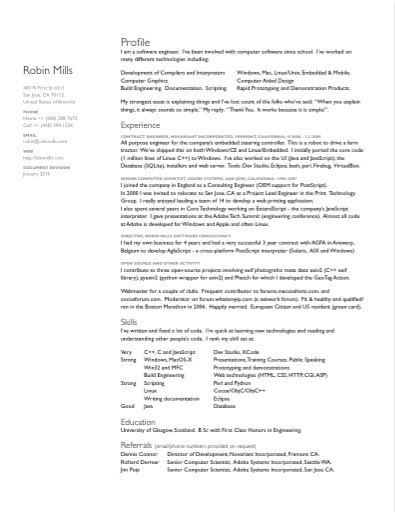 Robin Mills
400 N First St #311
San Jose, CA 95112
United States of America
PHONE
EMAIL
robin@clanmills.com
WEB
http://clanmills.com
DOCUMENT REVISION
January 2010
Profile
I am a software engineer. I've been involved with computer software since school. I've worked on
many different technologies including:
Development of Compilers and Interpreters Windows, Mac, Linux/Unix, Embedded & Mobile,
Computer Graphics Computer Aided Design
Build Engineering. Documentation. Scripting. Rapid Prototyping and Demonstration Products.
My strongest asset is explaining things and I've lost count of the folks who've said: "When you explain
things, it always sounds so simple." My reply: "Thank You. It works because it is simple!".
Experience
CONTRACT ENGINEER, NOVARIANT INCORPORATED, FREMONT, CALIFORNIA, 9/2008 – 12/2009
All purpose engineer for the company's embedded steering controller. This is a robot to drive a farm
tractor. We've shipped this on both Windows/CE and Linux/Embedded. I initially ported the core code
(1 million lines of Linux C++) to Windows. I've also worked on the UI (Java and JavaScript), the
Database (SQLite), installers and web server. Tools: Dev Studio, Eclipse, bash, perl, Firebug, VirtualBox.
SENIOR COMPUTER SCIENTIST, ADOBE SYSTEMS, SAN JOSE, CALIFORNIA, 1998-2007
I joined the company in England as a Consulting Engineer (OEM support for PostScript).
In 2000 I was invited to relocate to San Jose, CA as a Project Lead Engineer in the Print Technology
Group. I really enjoyed leading a team of 14 to develop a web-printing application.
I also spent several years in Core Technology working on ExtendScript - the company's JavaScript
interpreter. I gave presentations at the Adobe Tech Summit (engineering conference). Almost all code
at Adobe is developed for Windows and Apple and often Linux.
DIRECTOR, ROBIN MILLS SOFTWARE CONSULTANCY
I had my own business for 4 years and had a very successful 3 year contract with AGFA in Antwerp,
Belgium to develop AgfaScript - a cross-platform PostScript interpreter (Solaris, AIX and Windows)
OPEN SOURCE AND OTHER ACTIVITY
I contribute to three open-source projects involving self photographic meta data: exiv2 (C++ self
library), pyexiv2 (python wrapper for exiv2) and Phatch for which I developed the GeoTag Action.
Webmaster for a couple of clubs. Frequent contributor to forums:macosxhints.com, and
cocoaforum.com. Moderator on forum.whatismyip.com (a network forum). Fit & healthy and qualified/
ran in the Boston Marathon in 2006. Happily married. European Citizen and US resident (green card).
Skills
I've written and fixed a lot of code. I'm quick at learning new technologies and reading and
understanding other people's code. I rank my skill set at:
Very C++, C and JavaScript Dev Studio, XCode
Strong Windows, MacOS-X Presentations, Training Courses, Public Speaking
Win32 and MFC Prototyping and demonstrations
Build Engineering Web technologies (HTML, CSS, HTTP, CGI, ASP)
Strong Scripting Perl and Python
Linux Cocoa/ObjC/ObjC++
Writing documentation Eclipse
Good Java Database
Education
University of Glasgow, Scotland. B Sc with First Class Honors in Engineering.
Referrals (email/phone numbers provided on request)
Dennis Connor Director of Development, Novariant Incorporated, Fremont CA.
Richard Dermer Senior Computer Scientist, Adobe Systems Incorporated, Seattle WA.
Jim Pojs Senior Computer Scientist, Adobe Systems Incorporated, San Jose CA.